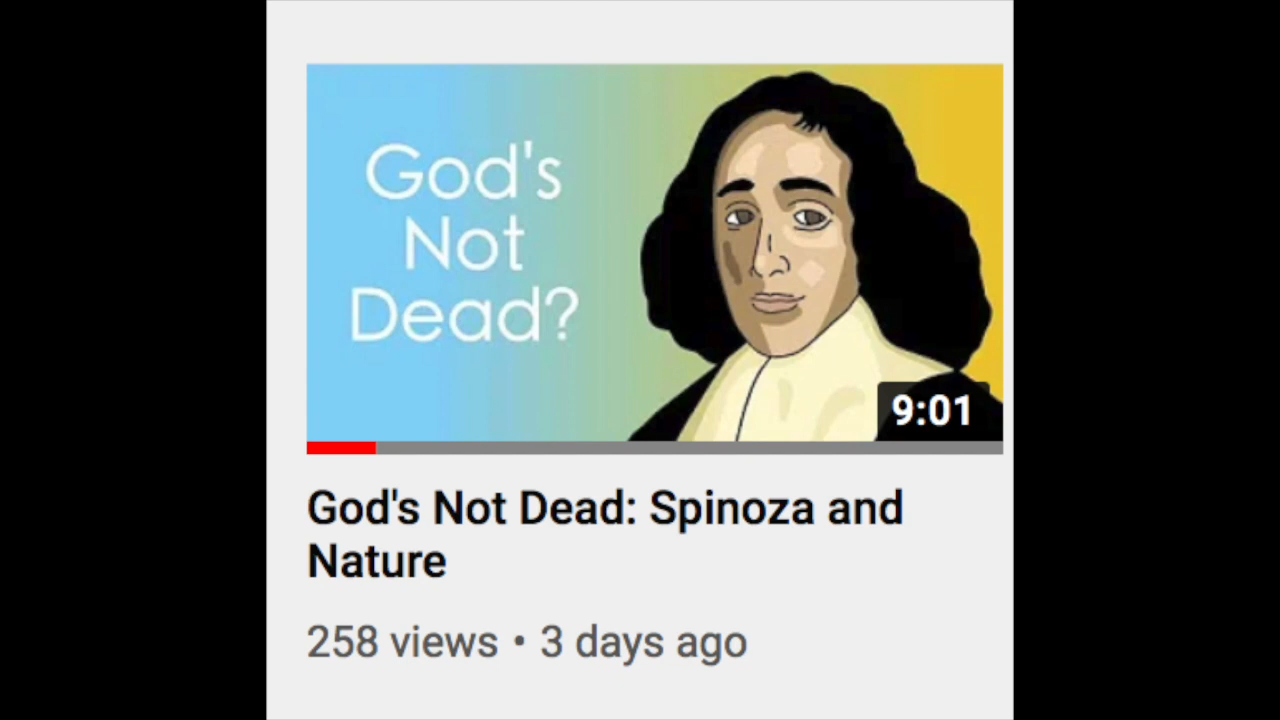 God's
Not
Dead?
9:01
God's Not Dead: Spinoza and
Nature
258 views • 3 days ago